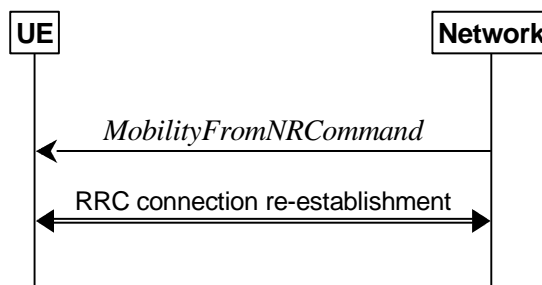 UE
Network
MobilityFromNRCommand
RRC connection re-establishment